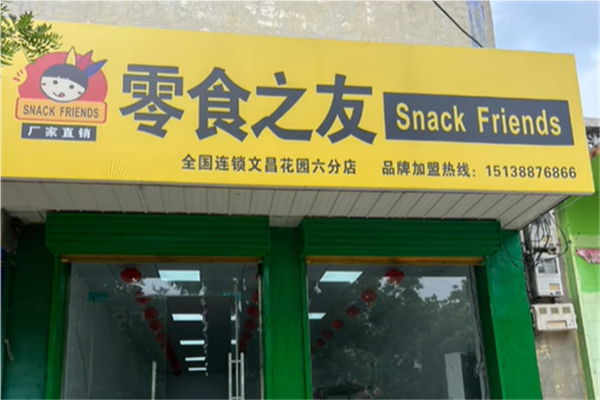 SNACK FRIENDS
厂家直销
零食之友
Snack Friends
全国连锁文昌花园六分店 品牌加盟热线：15138876866